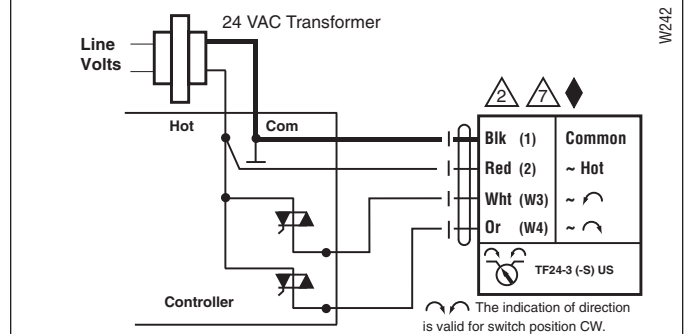 24 VAC Transformer
W242
Line
Volts
2
7
Hot
Com
Blk (1) Common
Red (2) ~ Hot
Wht (W3) ~
Or (W4) ~
TF24-3 (-S) US
Controller
The indication of direction
is valid for switch position CW.